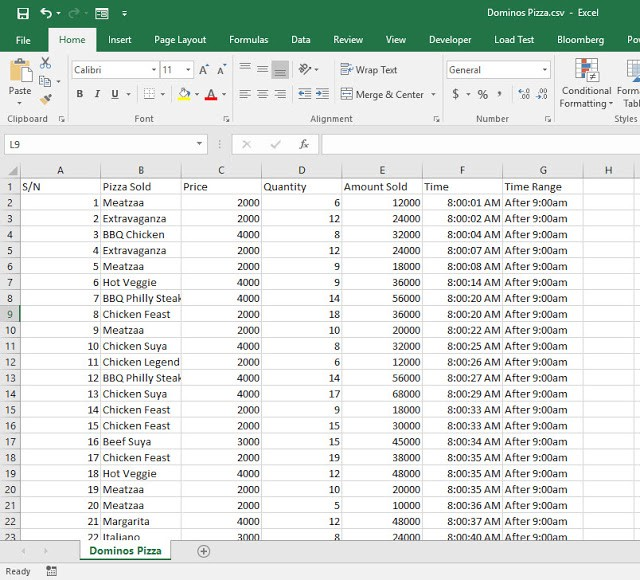 Dominos Pizza.csv - Excel
File Home Insert Page Layout Formulas Data Review View Developer Load Test Bloomberg
Calibri 11 A A Wrap Text General
Paste B I U A Merge & Center $ % , Conditional
Formatting
Clipboard Font Alignment Number Styles
L9 fx
A B C D E F G H
1 S/N Pizza Sold Price Quantity Amount Sold Time Time Range
2 1 Meatzaa 2000 6 12000 8:00:01 AM After 9:00am
3 2 Extravaganza 2000 12 24000 8:00:02 AM After 9:00am
4 3 BBQ Chicken 4000 8 32000 8:00:04 AM After 9:00am
5 4 Extravaganza 2000 12 24000 8:00:07 AM After 9:00am
6 5 Meatzaa 2000 9 18000 8:00:08 AM After 9:00am
7 6 Hot Veggie 4000 9 36000 8:00:14 AM After 9:00am
8 7 BBQ Philly Steak 4000 14 56000 8:00:20 AM After 9:00am
9 8 Chicken Feast 2000 18 36000 8:00:20 AM After 9:00am
10 9 Meatzaa 2000 10 20000 8:00:22 AM After 9:00am
11 10 Chicken Suya 4000 8 32000 8:00:25 AM After 9:00am
12 11 Chicken Legend 2000 6 12000 8:00:26 AM After 9:00am
13 12 BBQ Philly Steak 4000 14 56000 8:00:27 AM After 9:00am
14 13 Chicken Suya 4000 17 68000 8:00:29 AM After 9:00am
15 14 Chicken Feast 2000 9 18000 8:00:33 AM After 9:00am
16 15 Chicken Feast 2000 15 30000 8:00:33 AM After 9:00am
17 16 Beef Suya 3000 15 45000 8:00:34 AM After 9:00am
18 17 Chicken Feast 2000 19 38000 8:00:35 AM After 9:00am
19 18 Hot Veggie 4000 12 48000 8:00:35 AM After 9:00am
20 19 Meatzaa 2000 10 20000 8:00:35 AM After 9:00am
21 20 Meatzaa 2000 5 10000 8:00:36 AM After 9:00am
22 21 Margarita 4000 12 48000 8:00:37 AM After 9:00am
23 22 Italiano 3000 8 24000 8:00:40 AM After 9:00am
Dominos Pizza
Ready